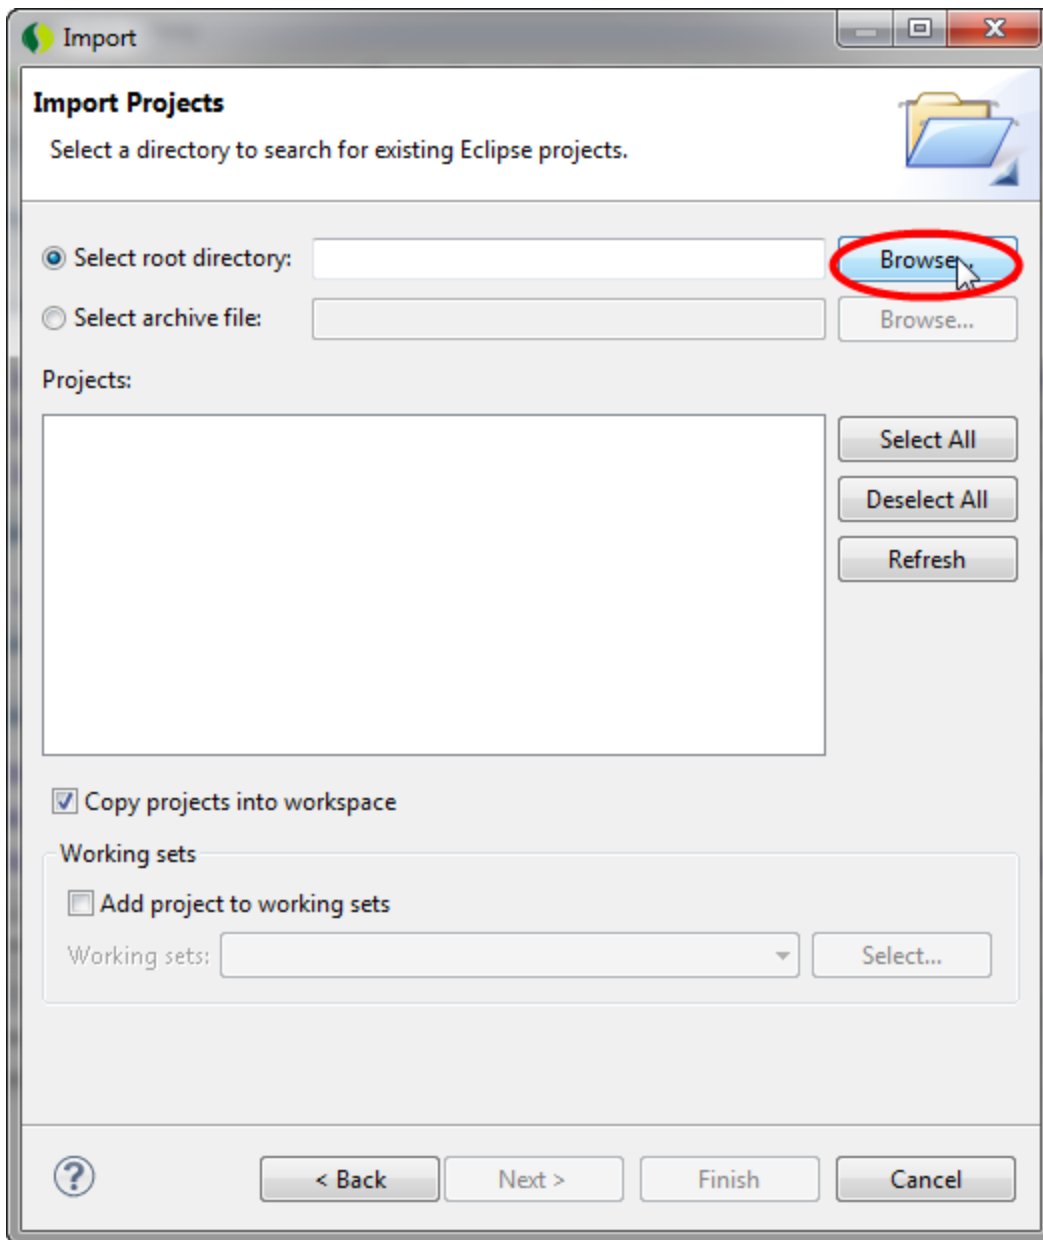 Import
Import Projects
Select a directory to search for existing Eclipse projects.
Select root directory:
Browse...
Select archive file:
Browse...
Projects:
Select All
Deselect All
Refresh
Copy projects into workspace
Working sets
Add project to working sets
Working sets:
Select...
?
< Back
Next >
Finish
Cancel